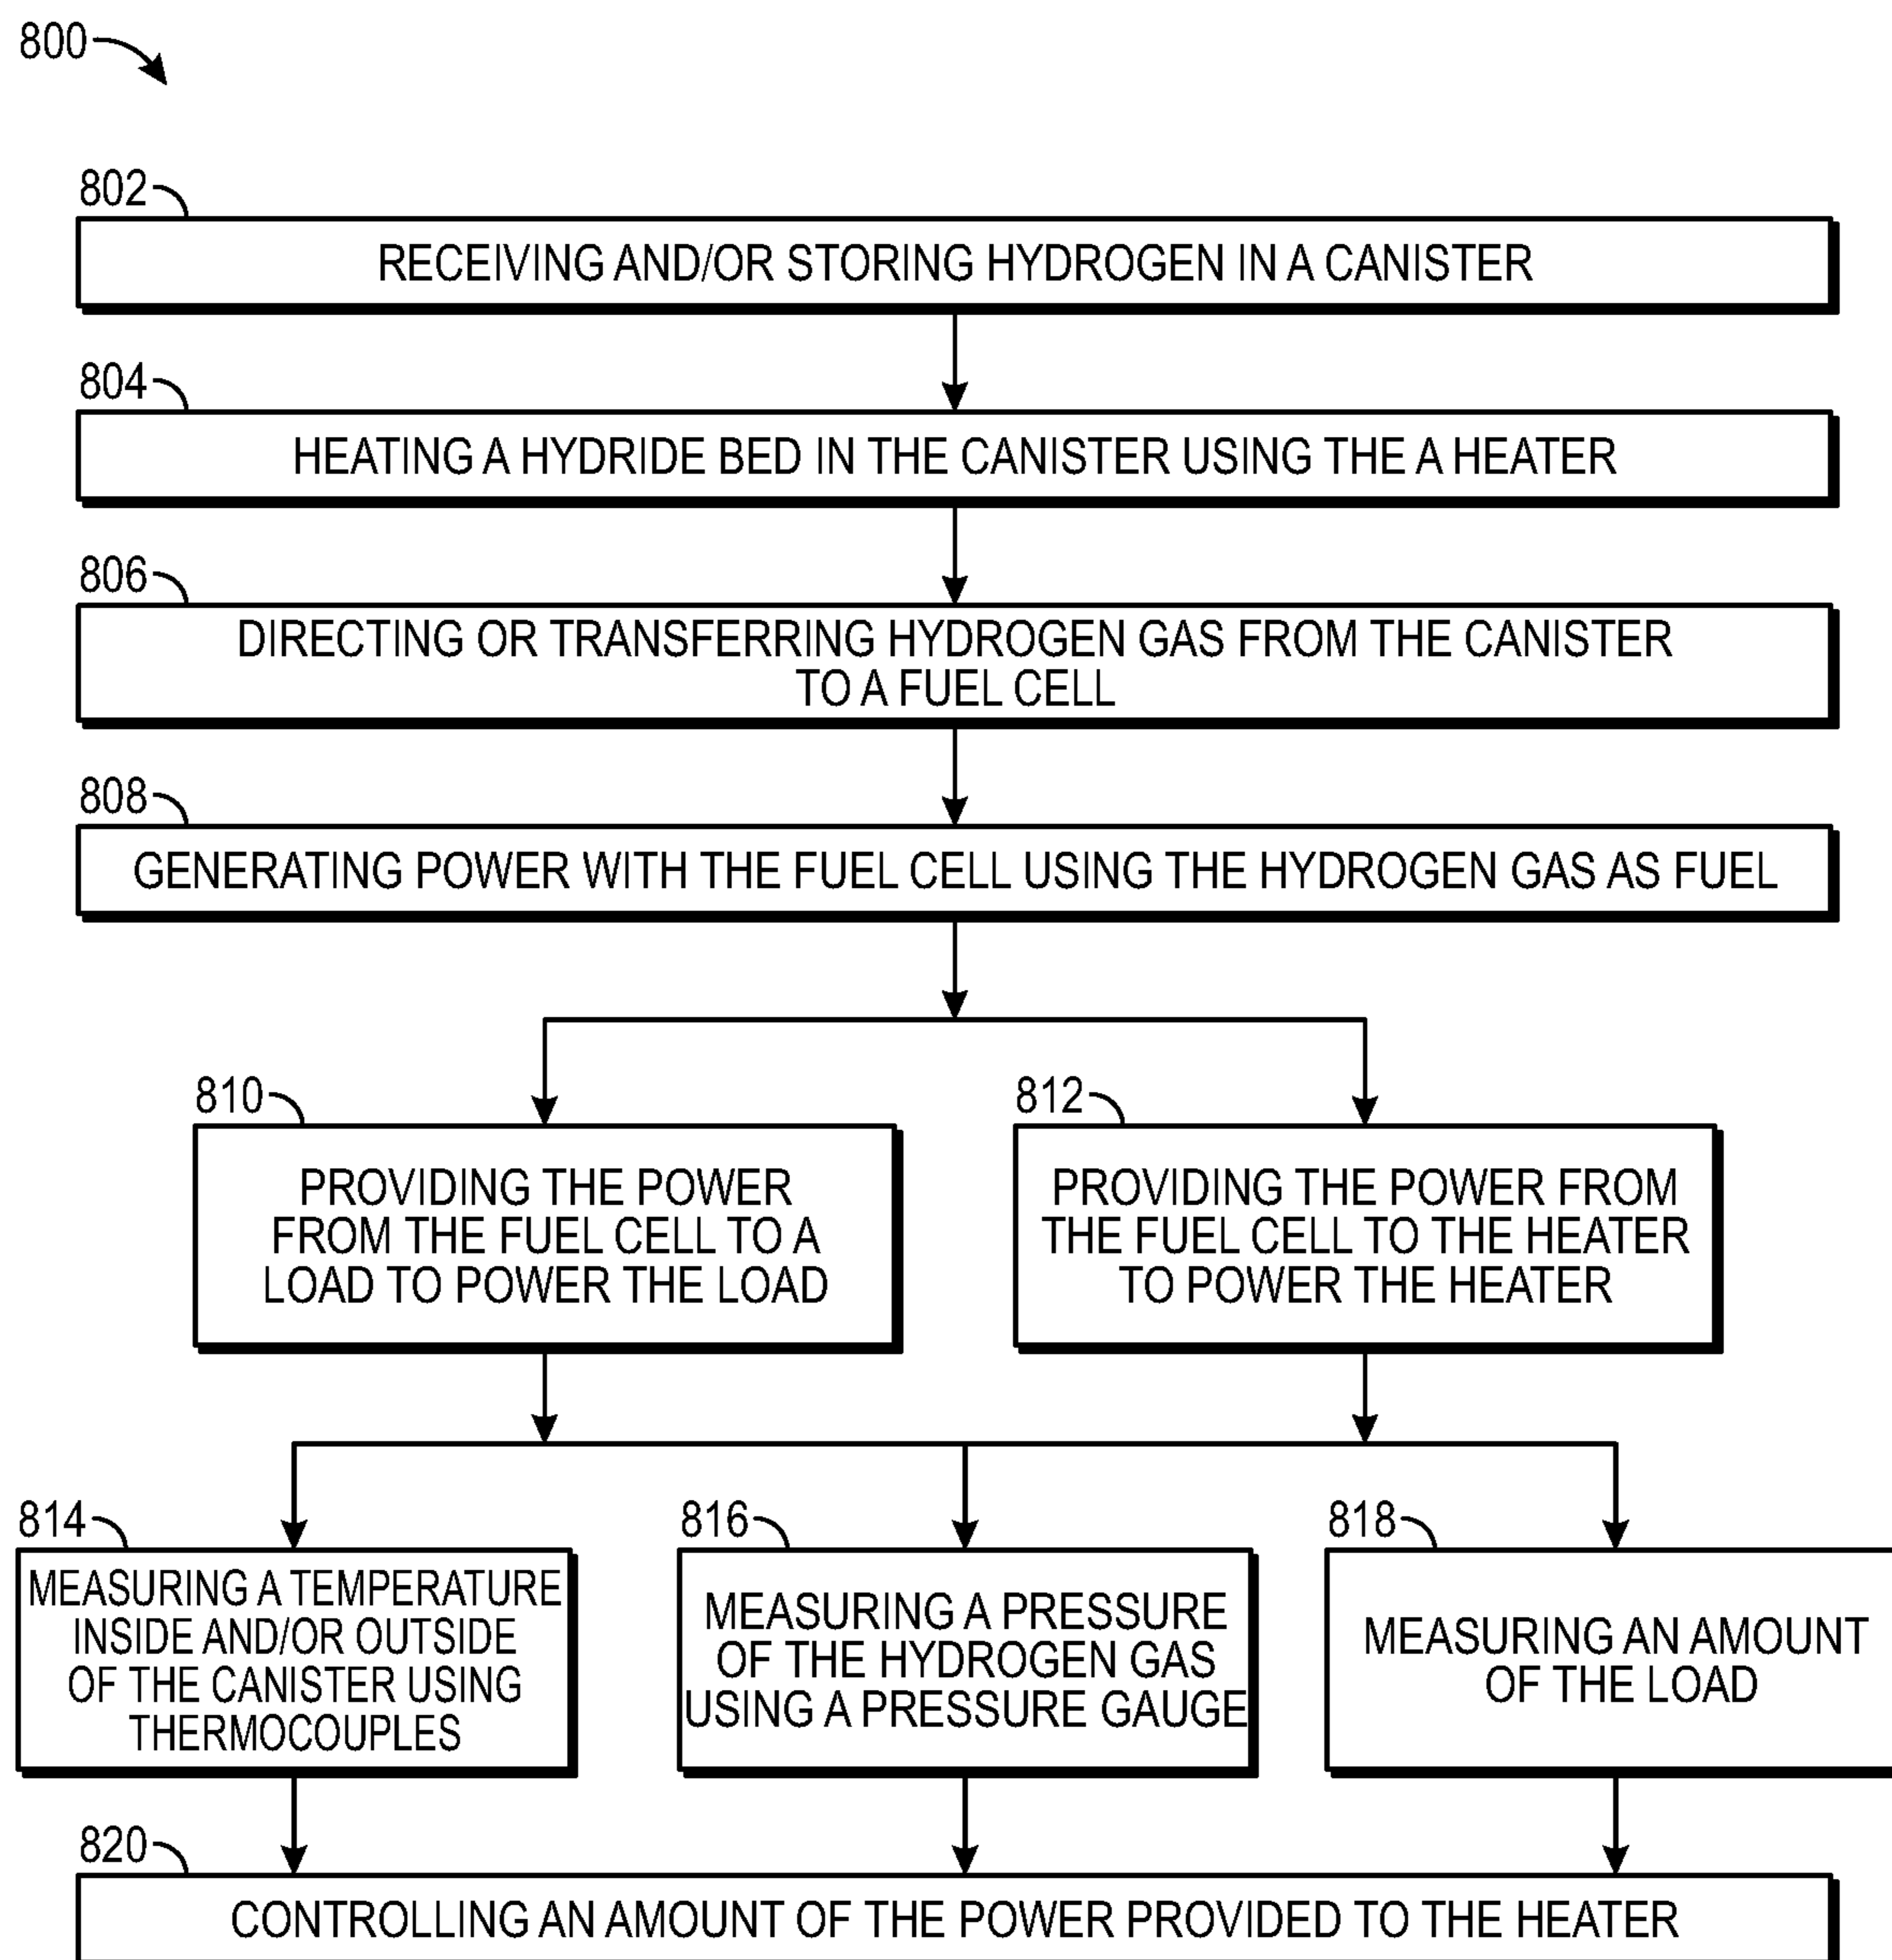 800
802
RECEIVING AND/OR STORING HYDROGEN IN A CANISTER
804
HEATING A HYDRIDE BED IN THE CANISTER USING THE A HEATER
806
DIRECTING OR TRANSFERRING HYDROGEN GAS FROM THE CANISTER
TO A FUEL CELL
808
GENERATING POWER WITH THE FUEL CELL USING THE HYDROGEN GAS AS FUEL
810
PROVIDING THE POWER
FROM THE FUEL CELL TO A
LOAD TO POWER THE LOAD
812
PROVIDING THE POWER FROM
THE FUEL CELL TO THE HEATER
TO POWER THE HEATER
814
MEASURING A TEMPERATURE
INSIDE AND/OR OUTSIDE
OF THE CANISTER USING
THERMOCOUPLES
816
MEASURING A PRESSURE
OF THE HYDROGEN GAS
USING A PRESSURE GAUGE
818
MEASURING AN AMOUNT
OF THE LOAD
820
CONTROLLING AN AMOUNT OF THE POWER PROVIDED TO THE HEATER